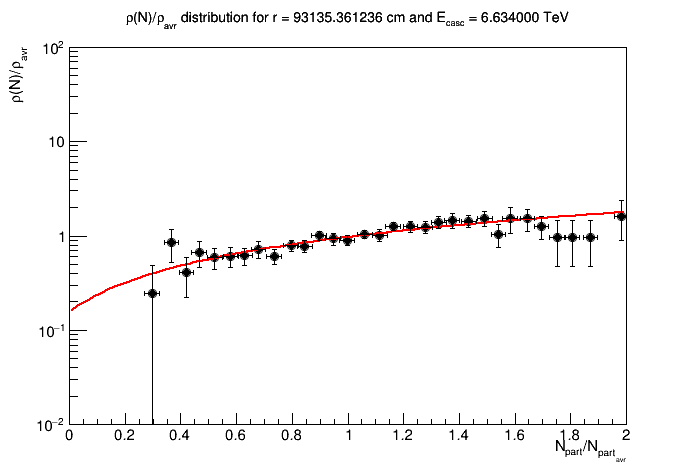 ρ(N)/ρavr distribution for r = 93135.361236 cm and Ecasc = 6.634000 TeV
ρ(N)/ρavr
10²
10
1
10⁻¹
10⁻²
0 0.2 0.4 0.6 0.8 1 1.2 1.4 1.6 1.8 2
Npart/Npartavr